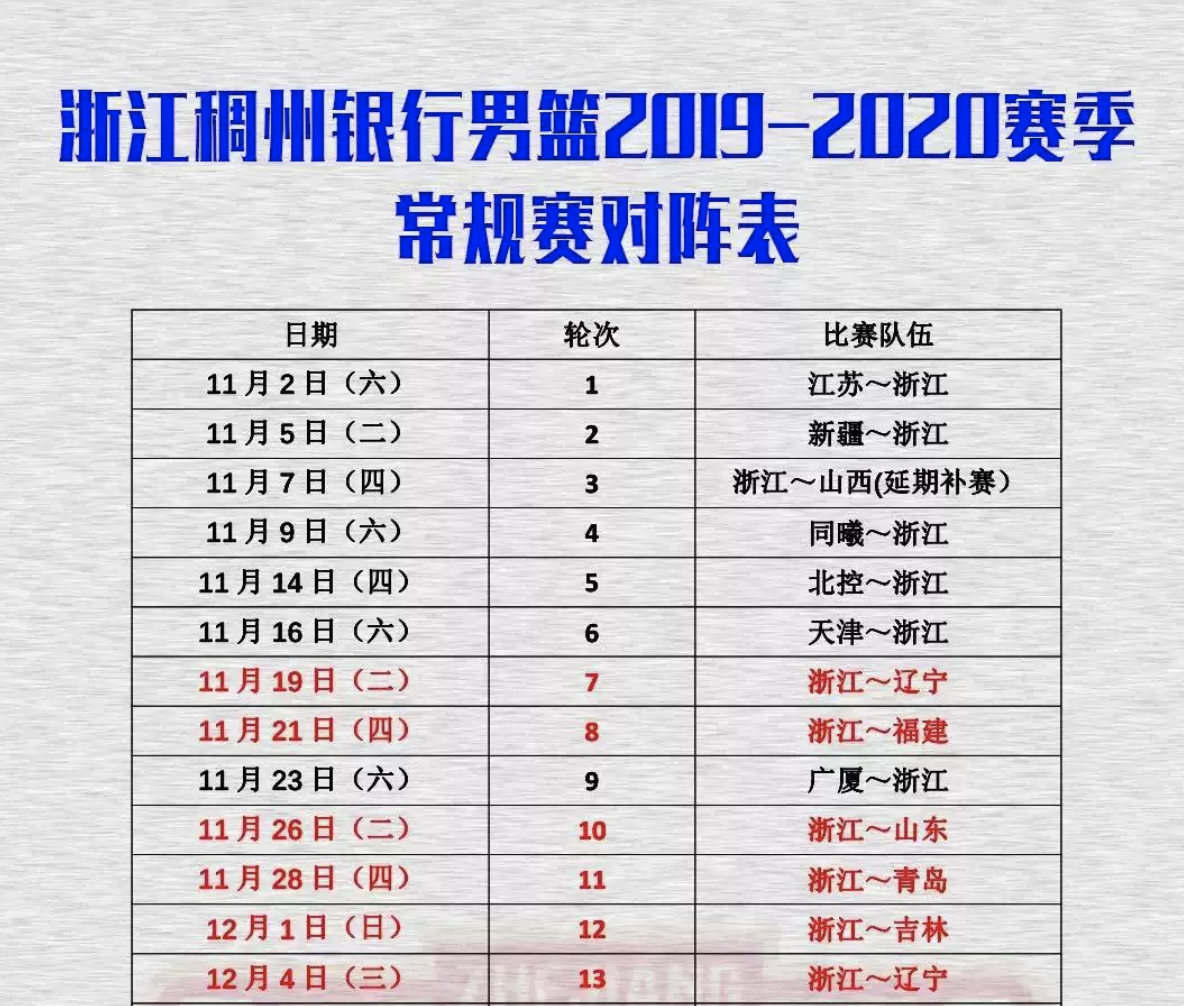 浙江稠州银行男篮2019-2020赛季
常规赛对阵表
日期 轮次 比赛队伍
11月2日（六） 1 江苏～浙江
11月5日（二） 2 新疆～浙江
11月7日（四） 3 浙江～山西(延期补赛）
11月9日（六） 4 同曦～浙江
11月14日（四） 5 北控～浙江
11月16日（六） 6 天津～浙江
11月19日（二） 7 浙江～辽宁
11月21日（四） 8 浙江～福建
11月23日（六） 9 广厦～浙江
11月26日（二） 10 浙江～山东
11月28日（四） 11 浙江～青岛
12月1日（日） 12 浙江～吉林
12月4日（三） 13 浙江～辽宁